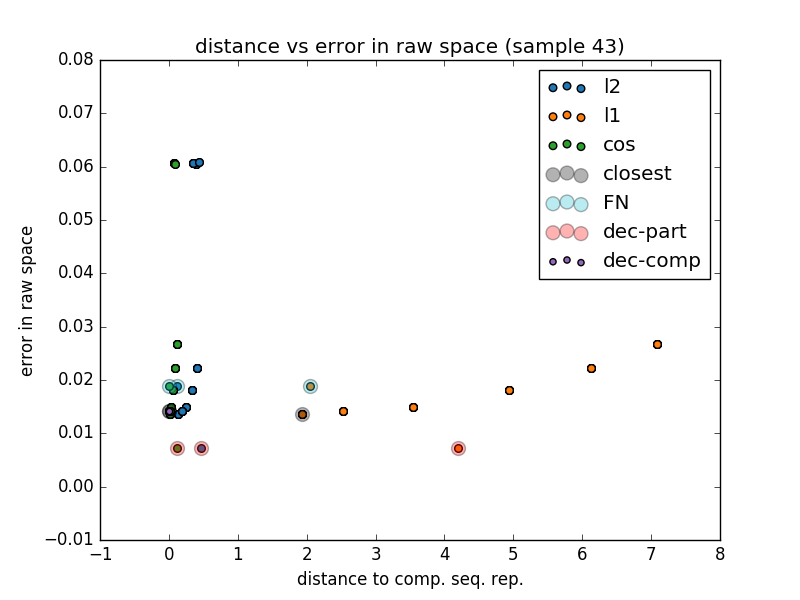 distance vs error in raw space (sample 43)
0.08
0.07
0.06
0.05
0.04
0.03
0.02
0.01
0.00
−0.01
error in raw space
l2
l1
cos
closest
FN
dec-part
dec-comp
−1 0 1 2 3 4 5 6 7 8
distance to comp. seq. rep.